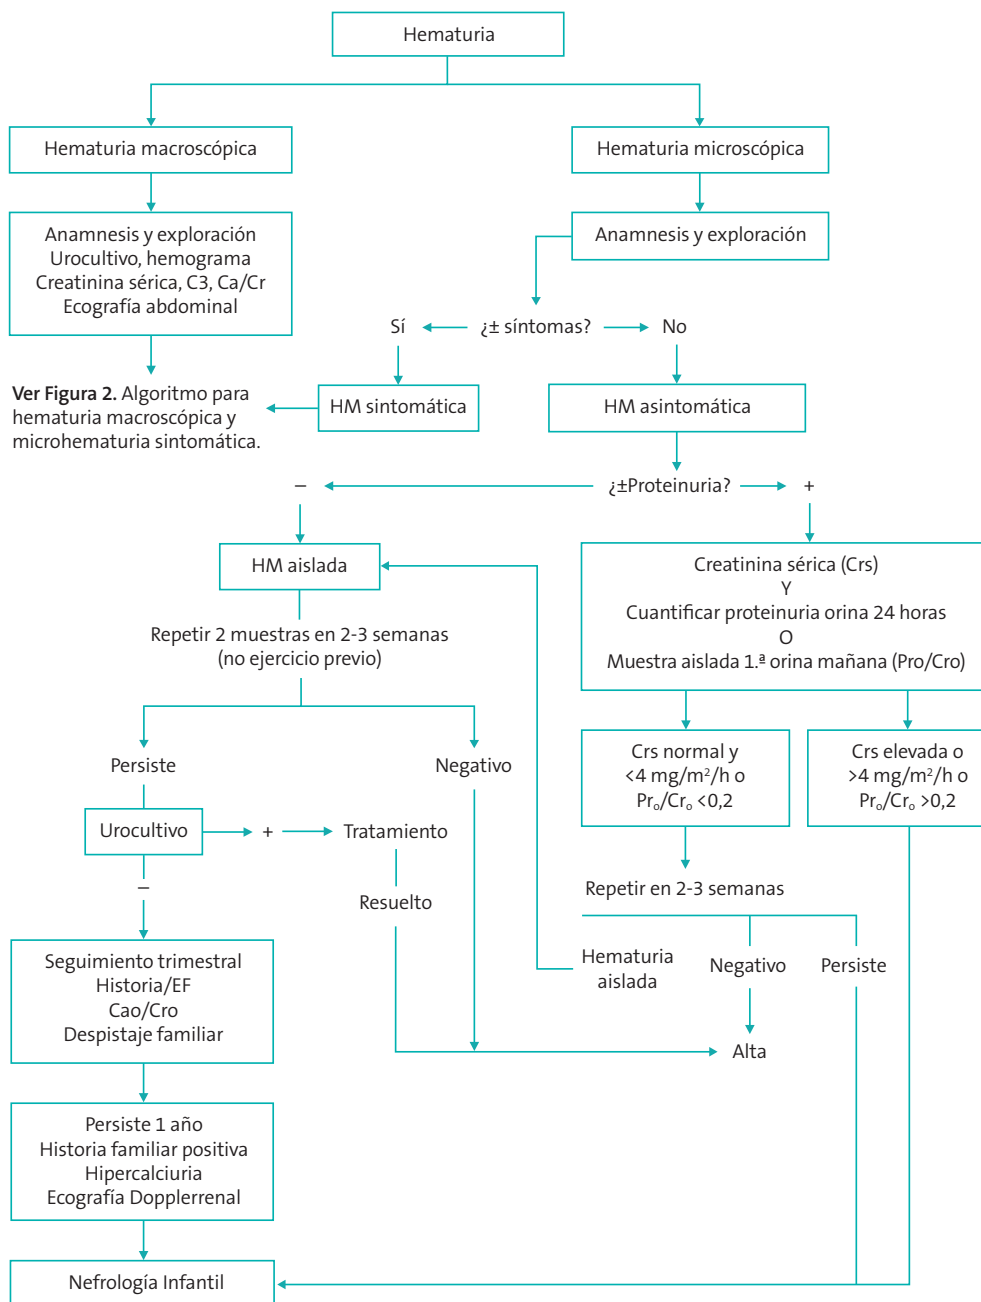 Hematuria
Hematuria macroscópica
Hematuria microscópica
Anamnesis y exploración
Urocultivo, hemograma
Creatinina sérica, C3, Ca/Cr
Ecografía abdominal
Anamnesis y exploración
Sí
¿± síntomas?
No
Ver Figura 2. Algoritmo para
hematuria macroscópica y
microhematuria sintomática.
HM sintomática
HM asintomática
–
¿±Proteinuria?
+
HM aislada
Creatinina sérica (Crs)
Y
Cuantificar proteinuria orina 24 horas
O
Muestra aislada 1.ª orina mañana (Pro/Cro)
Repetir 2 muestras en 2-3 semanas
(no ejercicio previo)
Persiste
Negativo
Crs normal y
<4 mg/m²/h o
Prₒ/Crₒ <0,2
Crs elevada o
>4 mg/m²/h o
Prₒ/Crₒ >0,2
Urocultivo
+
Tratamiento
–
Resuelto
Repetir en 2-3 semanas
Hematuria
aislada
Negativo
Persiste
Seguimiento trimestral
Historia/EF
Cao/Cro
Despistaje familiar
Alta
Persiste 1 año
Historia familiar positiva
Hipercalciuria
Ecografía Dopplerrenal
Nefrología Infantil